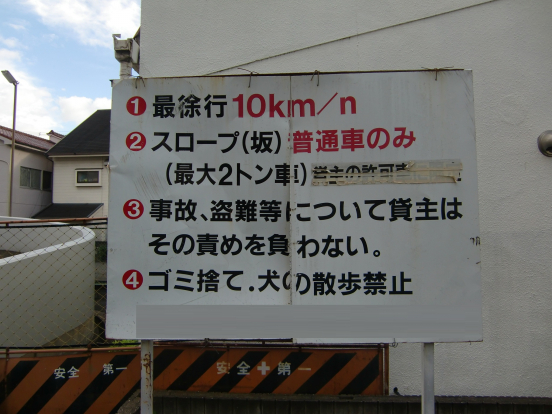 ❶最徐行10km/n
❷スロープ(坂)普通車のみ
(最大2トン車)
❸事故、盗難等について貸主は
その責めを負わない。
❹ゴミ捨て.犬の散歩禁止
安全 第一 安全✚第一